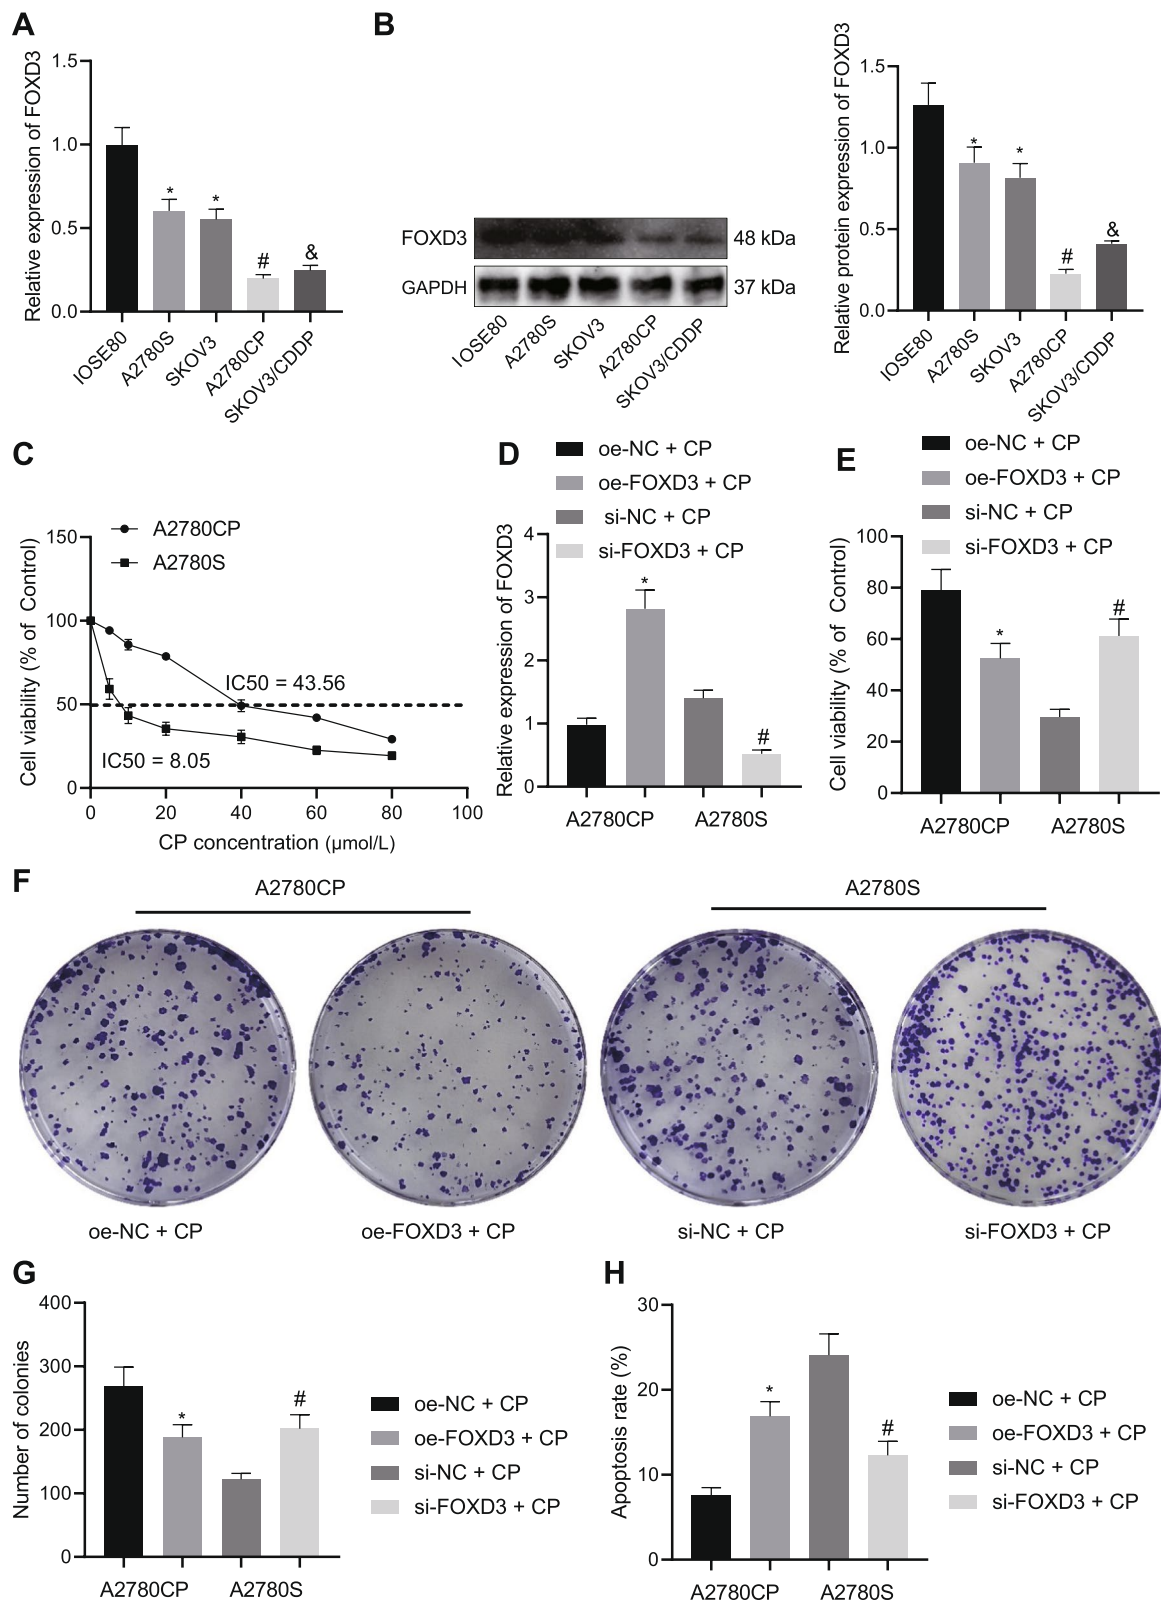 A
Relative expression of FOXD3
1.5
1.0
0.5
0.0
*
*
#
&
IOSE80
A2780S
SKOV3
A2780CP
SKOV3/CDDP
B
FOXD3
48 kDa
GAPDH
37 kDa
IOSE80
A2780S
SKOV3
A2780CP
SKOV3/CDDP
Relative protein expression of FOXD3
1.5
1.0
0.5
0.0
*
*
#
&
IOSE80
A2780S
SKOV3
A2780CP
SKOV3/CDDP
C
A2780CP
A2780S
Cell viability (% of Control)
150
100
50
0
IC50 = 43.56
IC50 = 8.05
0 20 40 60 80 100
CP concentration (μmol/L)
D
oe-NC + CP
oe-FOXD3 + CP
si-NC + CP
si-FOXD3 + CP
Relative expression of FOXD3
4
3
2
1
0
*
#
A2780CP A2780S
E
oe-NC + CP
oe-FOXD3 + CP
si-NC + CP
si-FOXD3 + CP
Cell viability (% of Control)
100
80
60
40
20
0
*
#
A2780CP A2780S
F
A2780CP A2780S
oe-NC + CP oe-FOXD3 + CP si-NC + CP si-FOXD3 + CP
G
Number of colonies
400
300
200
100
0
*
#
A2780CP A2780S
oe-NC + CP
oe-FOXD3 + CP
si-NC + CP
si-FOXD3 + CP
H
Apoptosis rate (%)
30
20
10
0
*
#
A2780CP A2780S
oe-NC + CP
oe-FOXD3 + CP
si-NC + CP
si-FOXD3 + CP